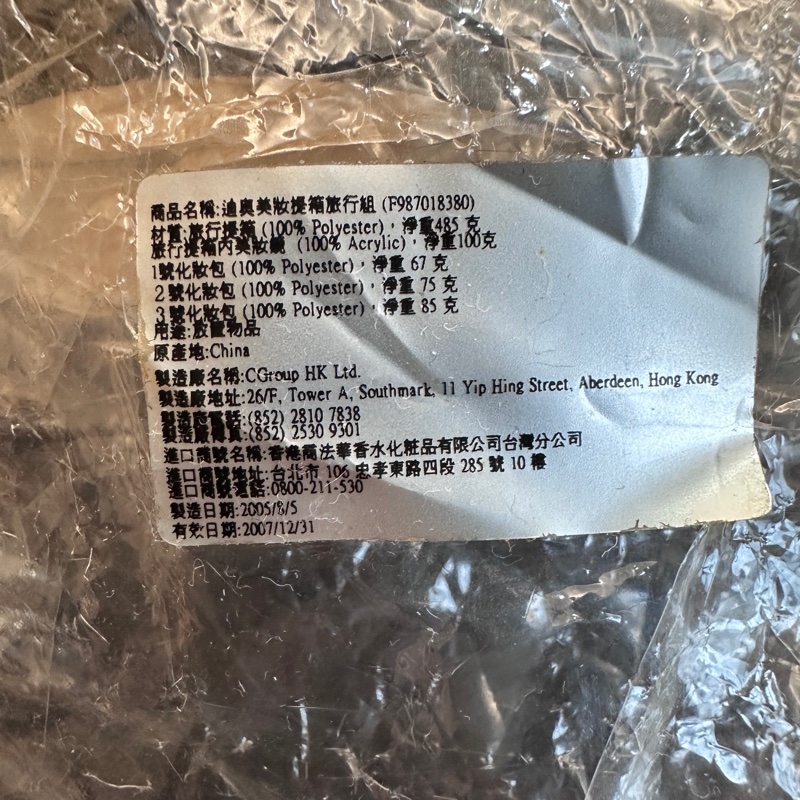 商品名稱:迪奧美妝提箱旅行組 (F987018380)
材質:旅行提箱 (100% Polyester)，淨重485 克
旅行提箱內美妝鏡 (100% Acrylic)，淨重100克
1號化妝包 (100% Polyester)，淨重 67 克
2號化妝包 (100% Polyester)，淨重 75 克
3號化妝包 (100% Polyester)，淨重 85 克
用途:放置物品
原產地:China
製造廠名稱:CGroup HK Ltd.
製造廠地址:26/F, Tower A, Southmark, 11 Yip Hing Street, Aberdeen, Hong Kong
製造廠電話:(852) 2810 7838
製造廠傳真:(852) 2530 9301
進口商號名稱:香港商法華香水化粧品有限公司台灣分公司
進口商號地址:台北市 106 忠孝東路四段 285 號 10 樓
進口商號電話:0800-211-530
製造日期:2005/8/5
有效日期:2007/12/31